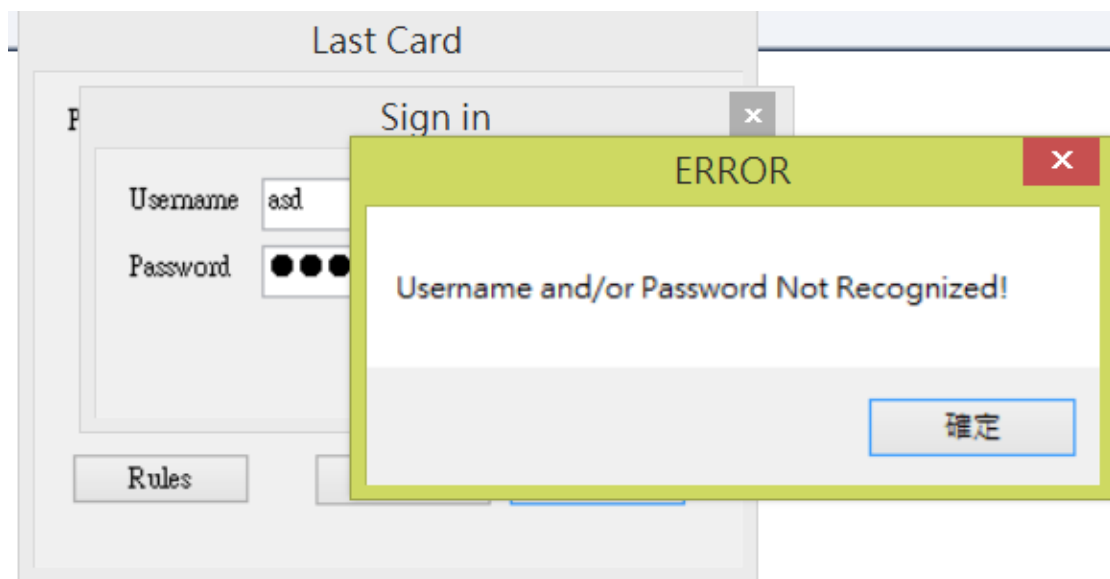 Last Card
Sign in
ERROR
Username asd
Password
Username and/or Password Not Recognized!
確定
Rules